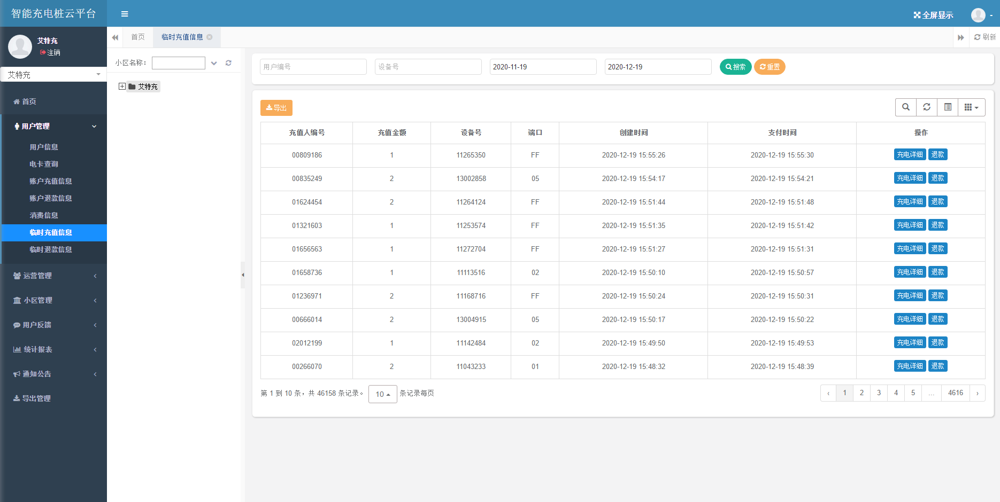 智能充电桩云平台
全屏显示
-
艾特充
注销
艾特充
首页
用户管理
用户信息
电卡查询
账户充值信息
账户退款信息
消费信息
临时充值信息
临时退款信息
运营管理
小区管理
用户反馈
统计报表
通知公告
导出管理
首页
临时充值信息
刷新
小区名称：
艾特充
用户编号
设备号
2020-11-19
2020-12-19
搜索
重置
导出
充值人编号 充值金额 设备号 端口 创建时间 支付时间 操作
00809186 1 11265350 FF 2020-12-19 15:55:26 2020-12-19 15:55:30 充电详细 退款
00835249 2 13002858 05 2020-12-19 15:54:17 2020-12-19 15:54:21 充电详细 退款
01624454 2 11264124 FF 2020-12-19 15:51:44 2020-12-19 15:51:48 充电详细 退款
01321603 1 11253574 FF 2020-12-19 15:51:35 2020-12-19 15:51:42 充电详细 退款
01656563 1 11272704 FF 2020-12-19 15:51:27 2020-12-19 15:51:31 充电详细 退款
01658736 1 11113516 02 2020-12-19 15:50:10 2020-12-19 15:50:57 充电详细 退款
01236971 2 11168716 FF 2020-12-19 15:50:24 2020-12-19 15:50:31 充电详细 退款
00666014 2 13004915 05 2020-12-19 15:50:17 2020-12-19 15:50:22 充电详细 退款
02012199 1 11142484 02 2020-12-19 15:49:50 2020-12-19 15:49:53 充电详细 退款
00266070 2 11043233 01 2020-12-19 15:48:32 2020-12-19 15:48:39 充电详细 退款
第 1 到 10 条，共 46158 条记录。 10 条记录每页
‹ 1 2 3 4 5 ... 4616 ›